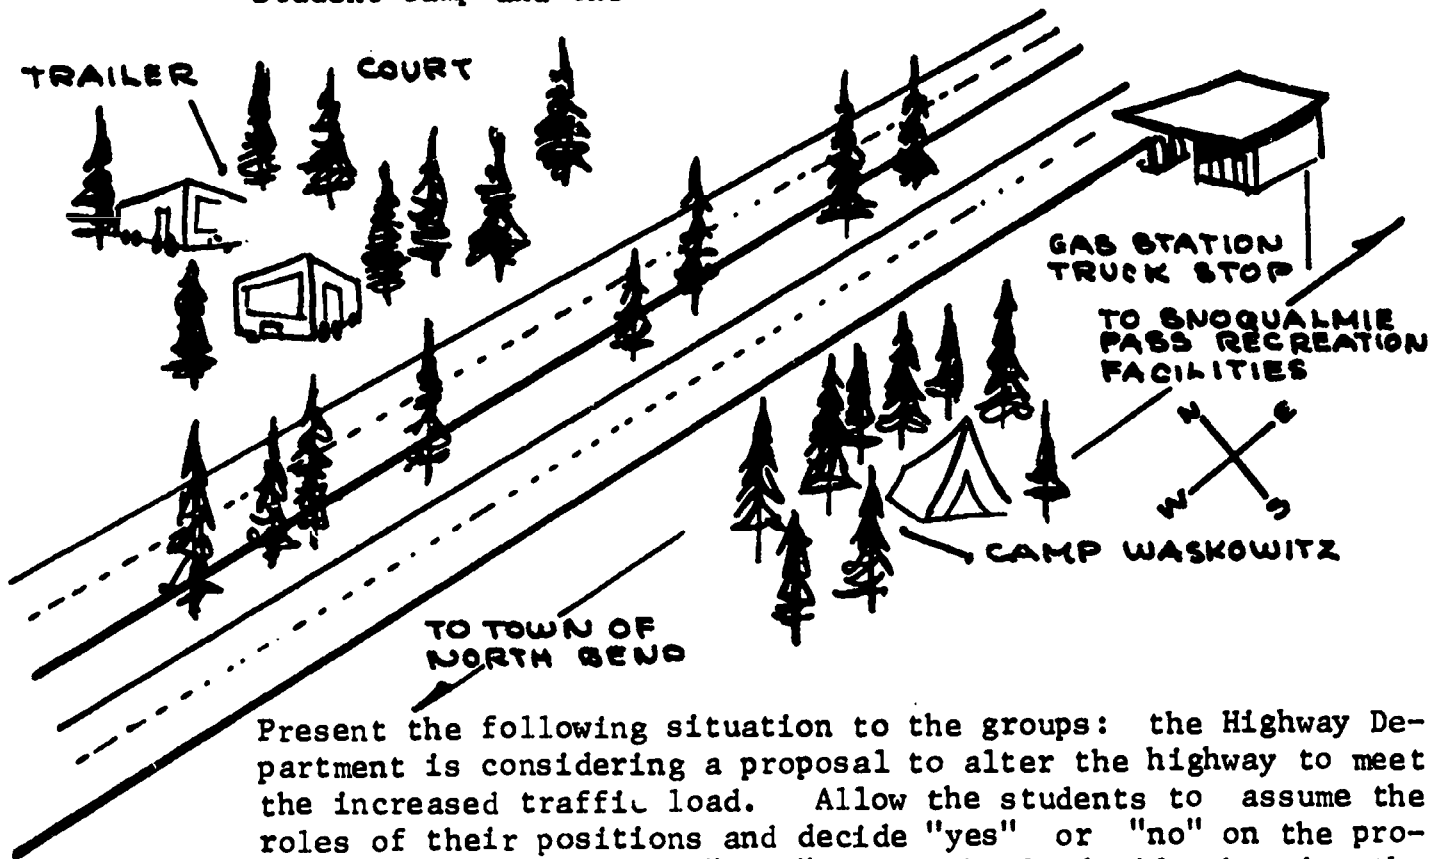 TRAILER COURT
GAS STATION
TRUCK STOP
TO SNOQUALMIE
PASS RECREATION
FACILITIES
N E
W S
CAMP WASKOWITZ
TO TOWN OF
NORTH BEND
Present the following situation to the groups: the Highway De-
partment is considering a proposal to alter the highway to meet
the increased traffic load. Allow the students to assume the
roles of their positions and decide "yes" or "no" on the pro-